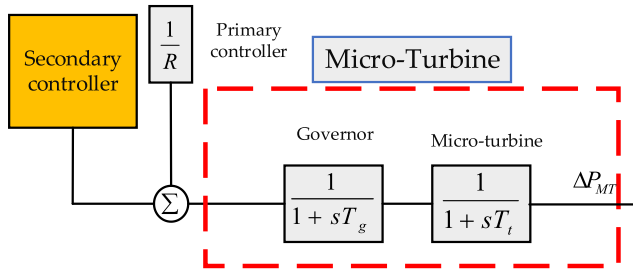 Secondary
controller
1
R
Primary
controller
Micro-Turbine
Governor
Micro-turbine
1
1 + sT_g
1
1 + sT_t
ΔP_MT
Σ